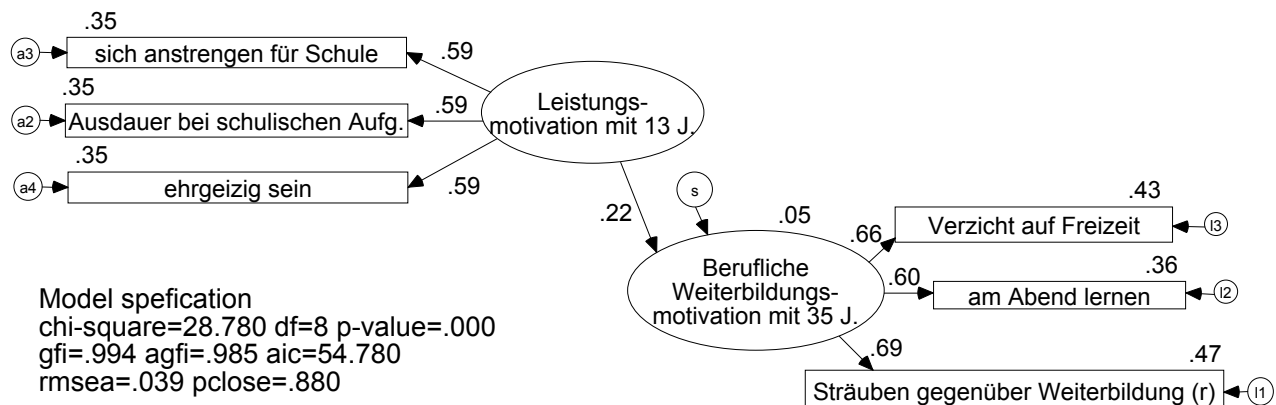 .35
a3
sich anstrengen für Schule
.59
.35
a2
Ausdauer bei schulischen Aufg.
.59
Leistungs-
motivation mit 13 J.
.35
a4
ehrgeizig sein
.59
.22
s
.05
.43
.66
Verzicht auf Freizeit
l3
Berufliche
Weiterbildungs-
motivation mit 35 J.
.60
.36
am Abend lernen
l2
.69
.47
Sträuben gegenüber Weiterbildung (r)
l1
Model spefication
chi-square=28.780 df=8 p-value=.000
gfi=.994 agfi=.985 aic=54.780
rmsea=.039 pclose=.880